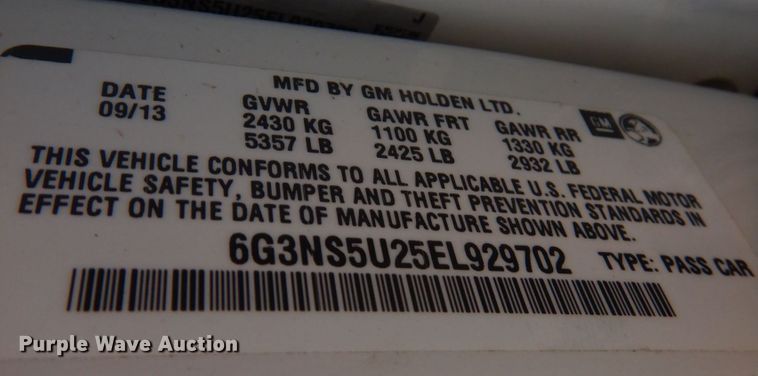 J
MFD BY GM HOLDEN LTD.
DATE GVWR GAWR FRT GAWR RR GM
09/13 2430 KG 1100 KG 1330 KG
5357 LB 2425 LB 2932 LB
THIS VEHICLE CONFORMS TO ALL APPLICABLE U.S. FEDERAL MOTOR
VEHICLE SAFETY, BUMPER AND THEFT PREVENTION STANDARDS IN
EFFECT ON THE DATE OF MANUFACTURE SHOWN ABOVE.
6G3NS5U25EL929702 TYPE: PASS CAR
Purple Wave Auction